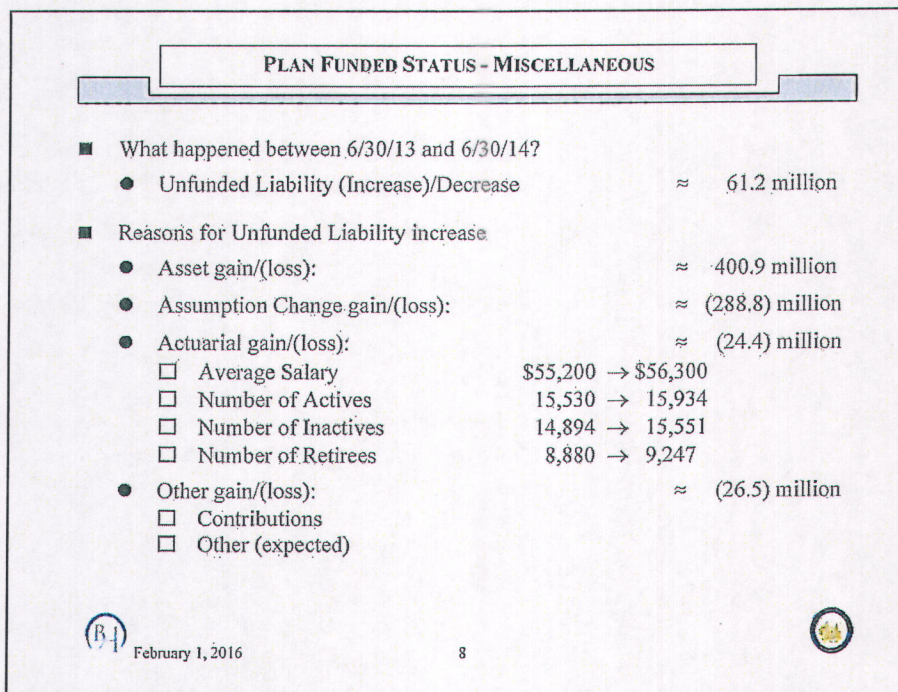 PLAN FUNDED STATUS - MISCELLANEOUS
■ What happened between 6/30/13 and 6/30/14?
● Unfunded Liability (Increase)/Decrease ≈ 61.2 million
■ Reasons for Unfunded Liability increase
● Asset gain/(loss): ≈ 400.9 million
● Assumption Change gain/(loss): ≈ (288.8) million
● Actuarial gain/(loss): ≈ (24.4) million
□ Average Salary $55,200 → $56,300
□ Number of Actives 15,530 → 15,934
□ Number of Inactives 14,894 → 15,551
□ Number of Retirees 8,880 → 9,247
● Other gain/(loss): ≈ (26.5) million
□ Contributions
□ Other (expected)
February 1, 2016 8